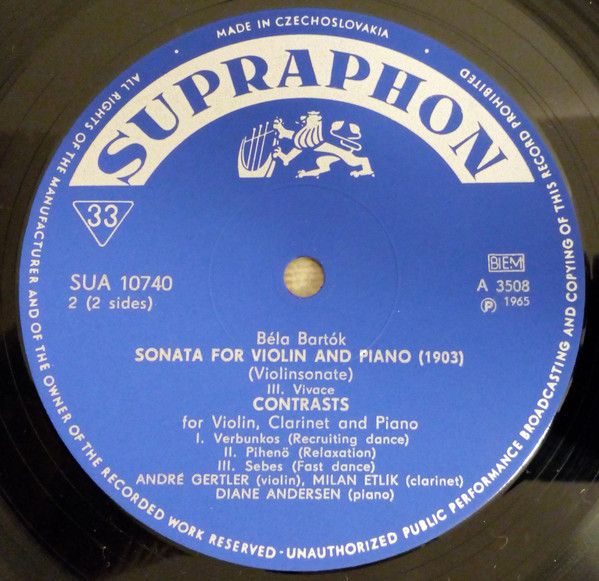 · MADE IN CZECHOSLOVAKIA ·
SUPRAPHON
33
SUA 10740
2 (2 sides)
BIEM
A 3508
Ⓟ 1965
Béla Bartók
SONATA FOR VIOLIN AND PIANO (1903)
(Violinsonate)
III. Vivace
CONTRASTS
for Violin, Clarinet and Piano
I. Verbunkos (Recruiting dance)
II. Pihenö (Relaxation)
III. Sebes (Fast dance)
ANDRÉ GERTLER (violin), MILAN ETLÍK (clarinet)
DIANE ANDERSEN (piano)
ALL RIGHTS OF THE MANUFACTURER AND OF THE OWNER OF THE RECORDED WORK RESERVED - UNAUTHORIZED PUBLIC PERFORMANCE BROADCASTING AND COPYING OF THIS RECORD PROHIBITED